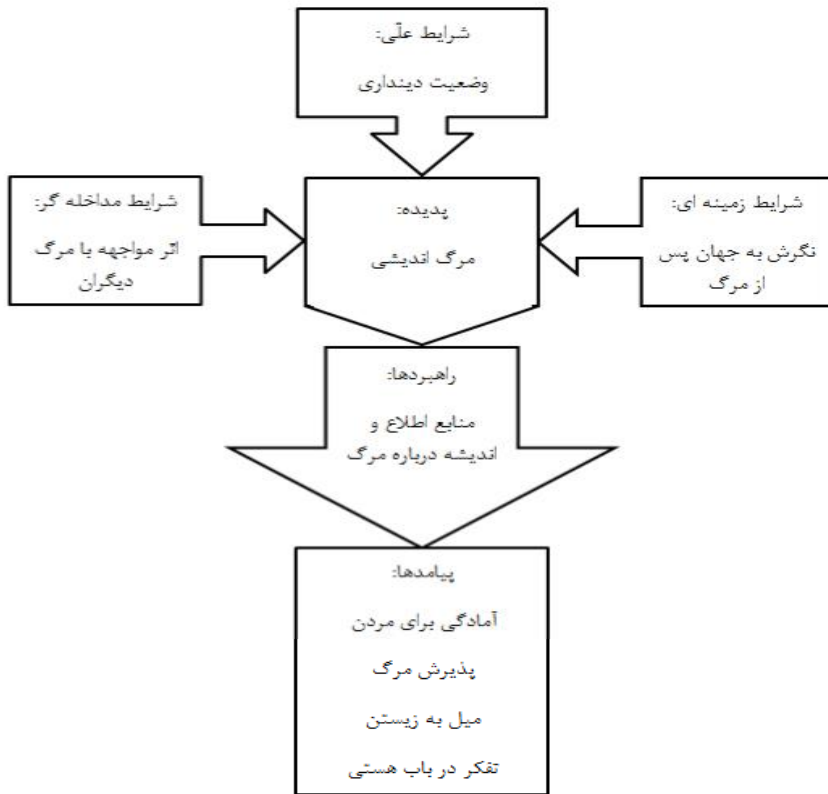 شرایط علّی:
وضعیت دینداری
شرایط زمینه ای:
نگرش به جهان پس
از مرگ
پدیده:
مرگ اندیشی
شرایط مداخله گر:
اثر مواجهه با مرگ
دیگران
راهبردها:
منابع اطلاع و
اندیشه درباره مرگ
پیامدها:
آمادگی برای مردن
پذیرش مرگ
میل به زیستن
تفکر در باب هستی